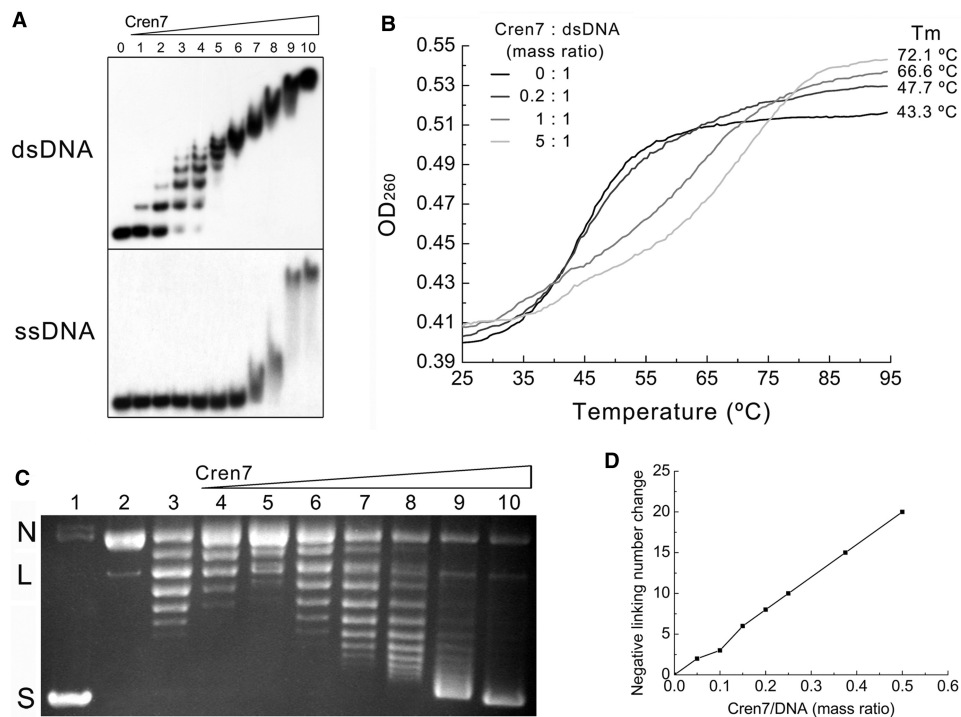 A
Cren7
0 1 2 3 4 5 6 7 8 9 10
dsDNA
ssDNA
B
Cren7 : dsDNA
(mass ratio)
0 : 1
0.2 : 1
1 : 1
5 : 1
Tm
72.1 ºC
66.6 ºC
47.7 ºC
43.3 ºC
0.55
0.53
0.51
0.49
0.47
0.45
0.43
0.41
0.39
OD260
25 35 45 55 65 75 85 95
Temperature (ºC)
C
Cren7
1 2 3 4 5 6 7 8 9 10
N
L
S
D
Negative linking number change
25
20
15
10
5
0
0.0 0.1 0.2 0.3 0.4 0.5 0.6
Cren7/DNA (mass ratio)